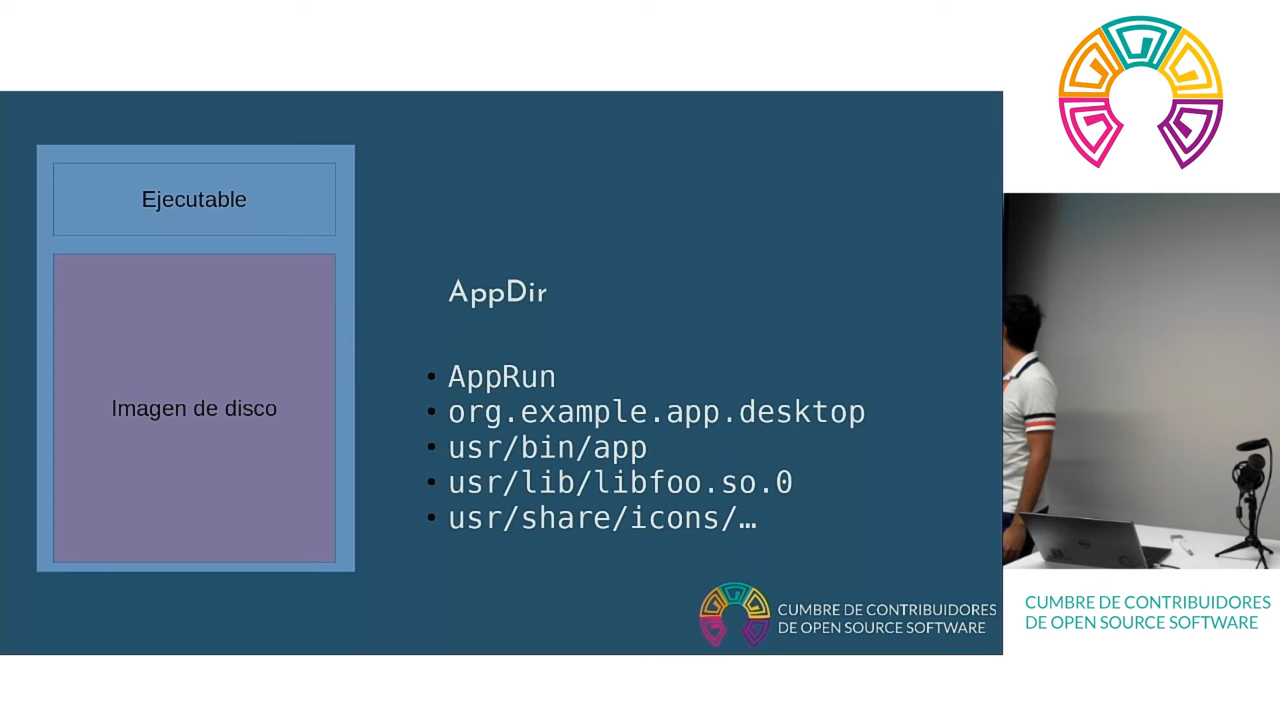 Ejecutable
Imagen de disco
AppDir
• AppRun
• org.example.app.desktop
• usr/bin/app
• usr/lib/libfoo.so.0
• usr/share/icons/…
CUMBRE DE CONTRIBUIDORES
DE OPEN SOURCE SOFTWARE
CUMBRE DE CONTRIBUIDORES
DE OPEN SOURCE SOFTWARE